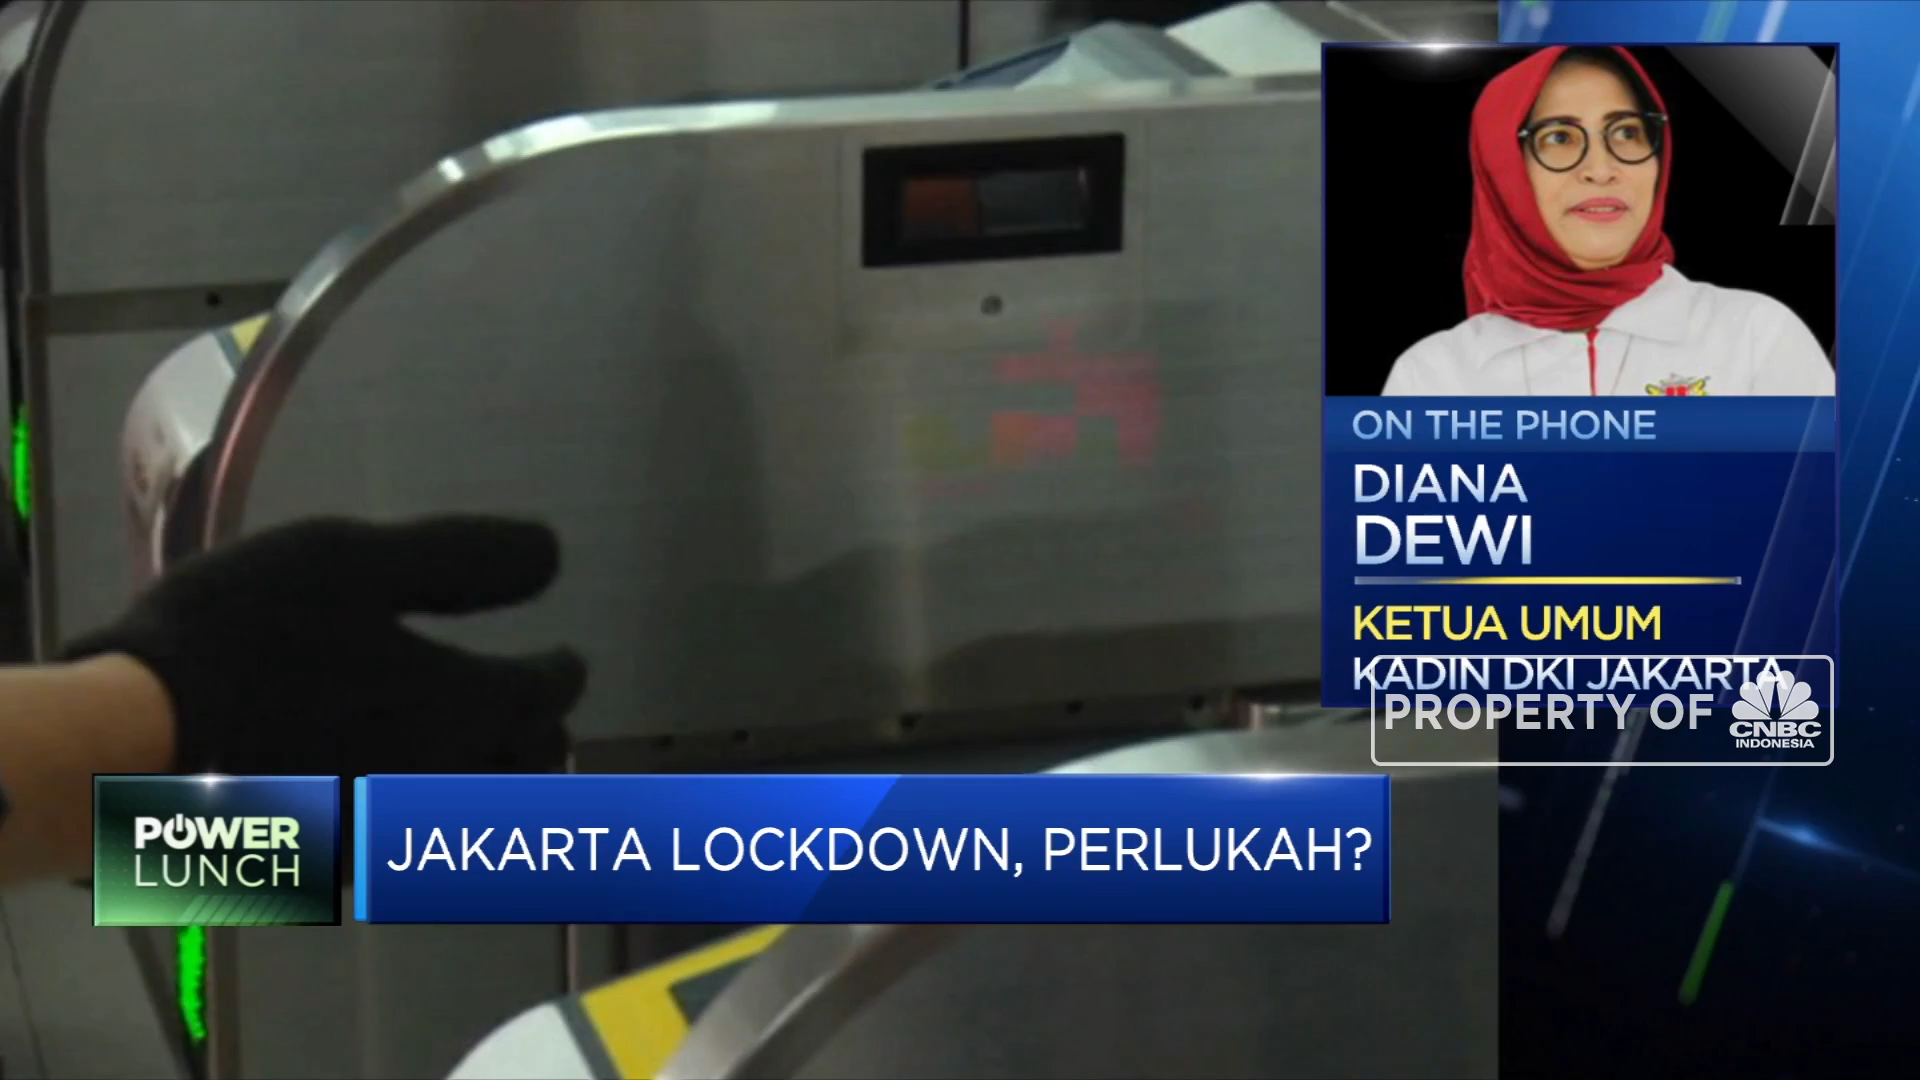 ON THE PHONE
DIANA
DEWI
KETUA UMUM
KADIN DKI JAKARTA
PROPERTY OF
CNBC
INDONESIA
POWER
LUNCH
JAKARTA LOCKDOWN, PERLUKAH?